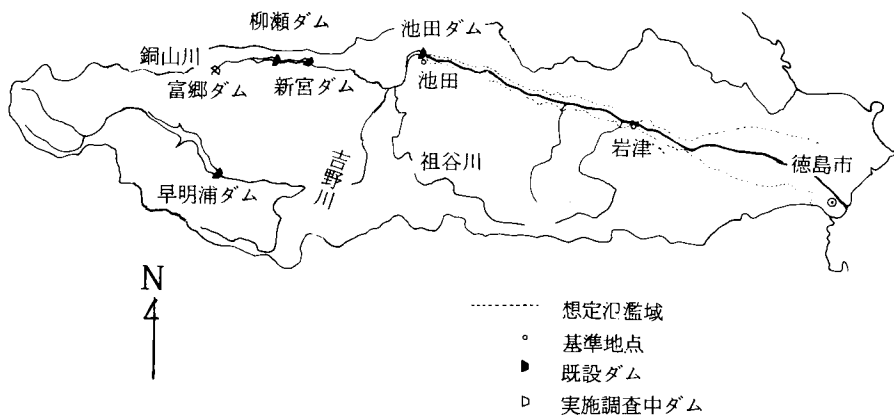 柳瀬ダム
池田ダム
銅山川
富郷ダム
新宮ダム
池田
岩津
徳島市
吉野川
祖谷川
早明浦ダム
N
想定氾濫域
基準地点
既設ダム
実施調査中ダム